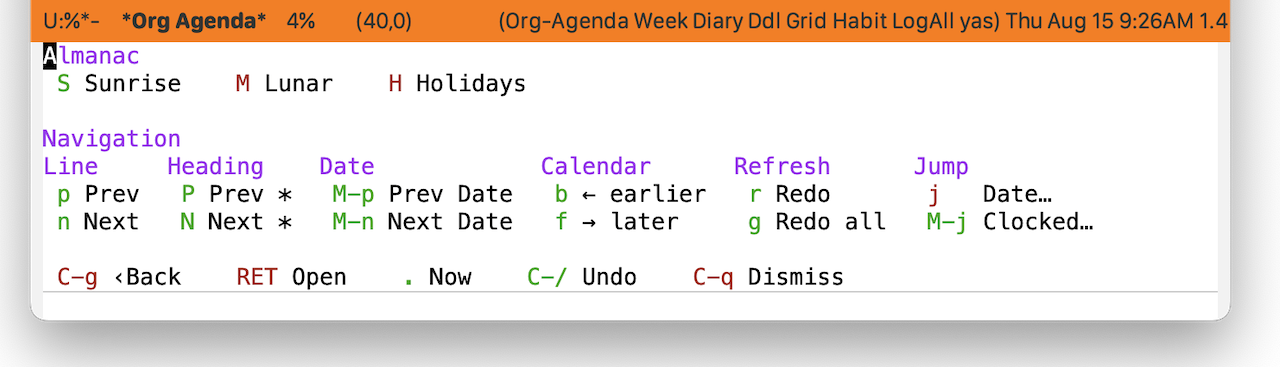 U:%*- *Org Agenda* 4% (40,0) (Org-Agenda Week Diary Ddl Grid Habit LogAll yas) Thu Aug 15 9:26AM 1.4
Almanac
S Sunrise M Lunar H Holidays
Navigation
Line Heading Date Calendar Refresh Jump
p Prev P Prev * M-p Prev Date b ← earlier r Redo j Date…
n Next N Next * M-n Next Date f → later g Redo all M-j Clocked…
C-g ‹Back RET Open . Now C-/ Undo C-q Dismiss